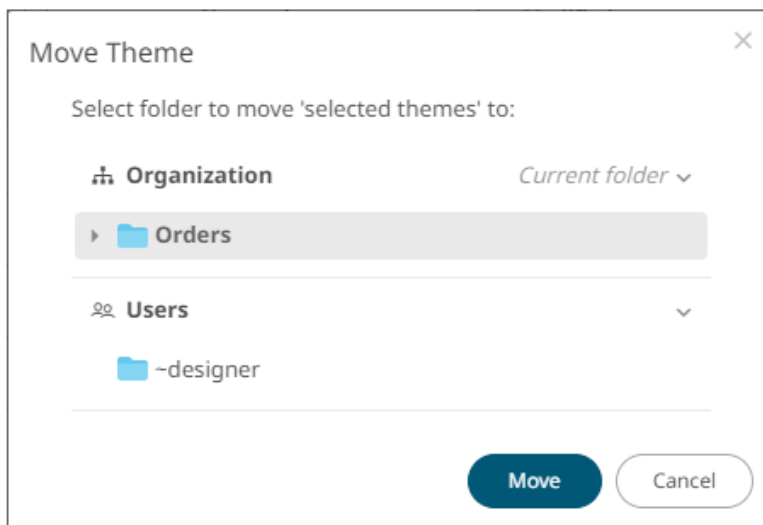 Move Theme
Select folder to move 'selected themes' to:
Organization Current folder
Orders
Users
~designer
Move Cancel